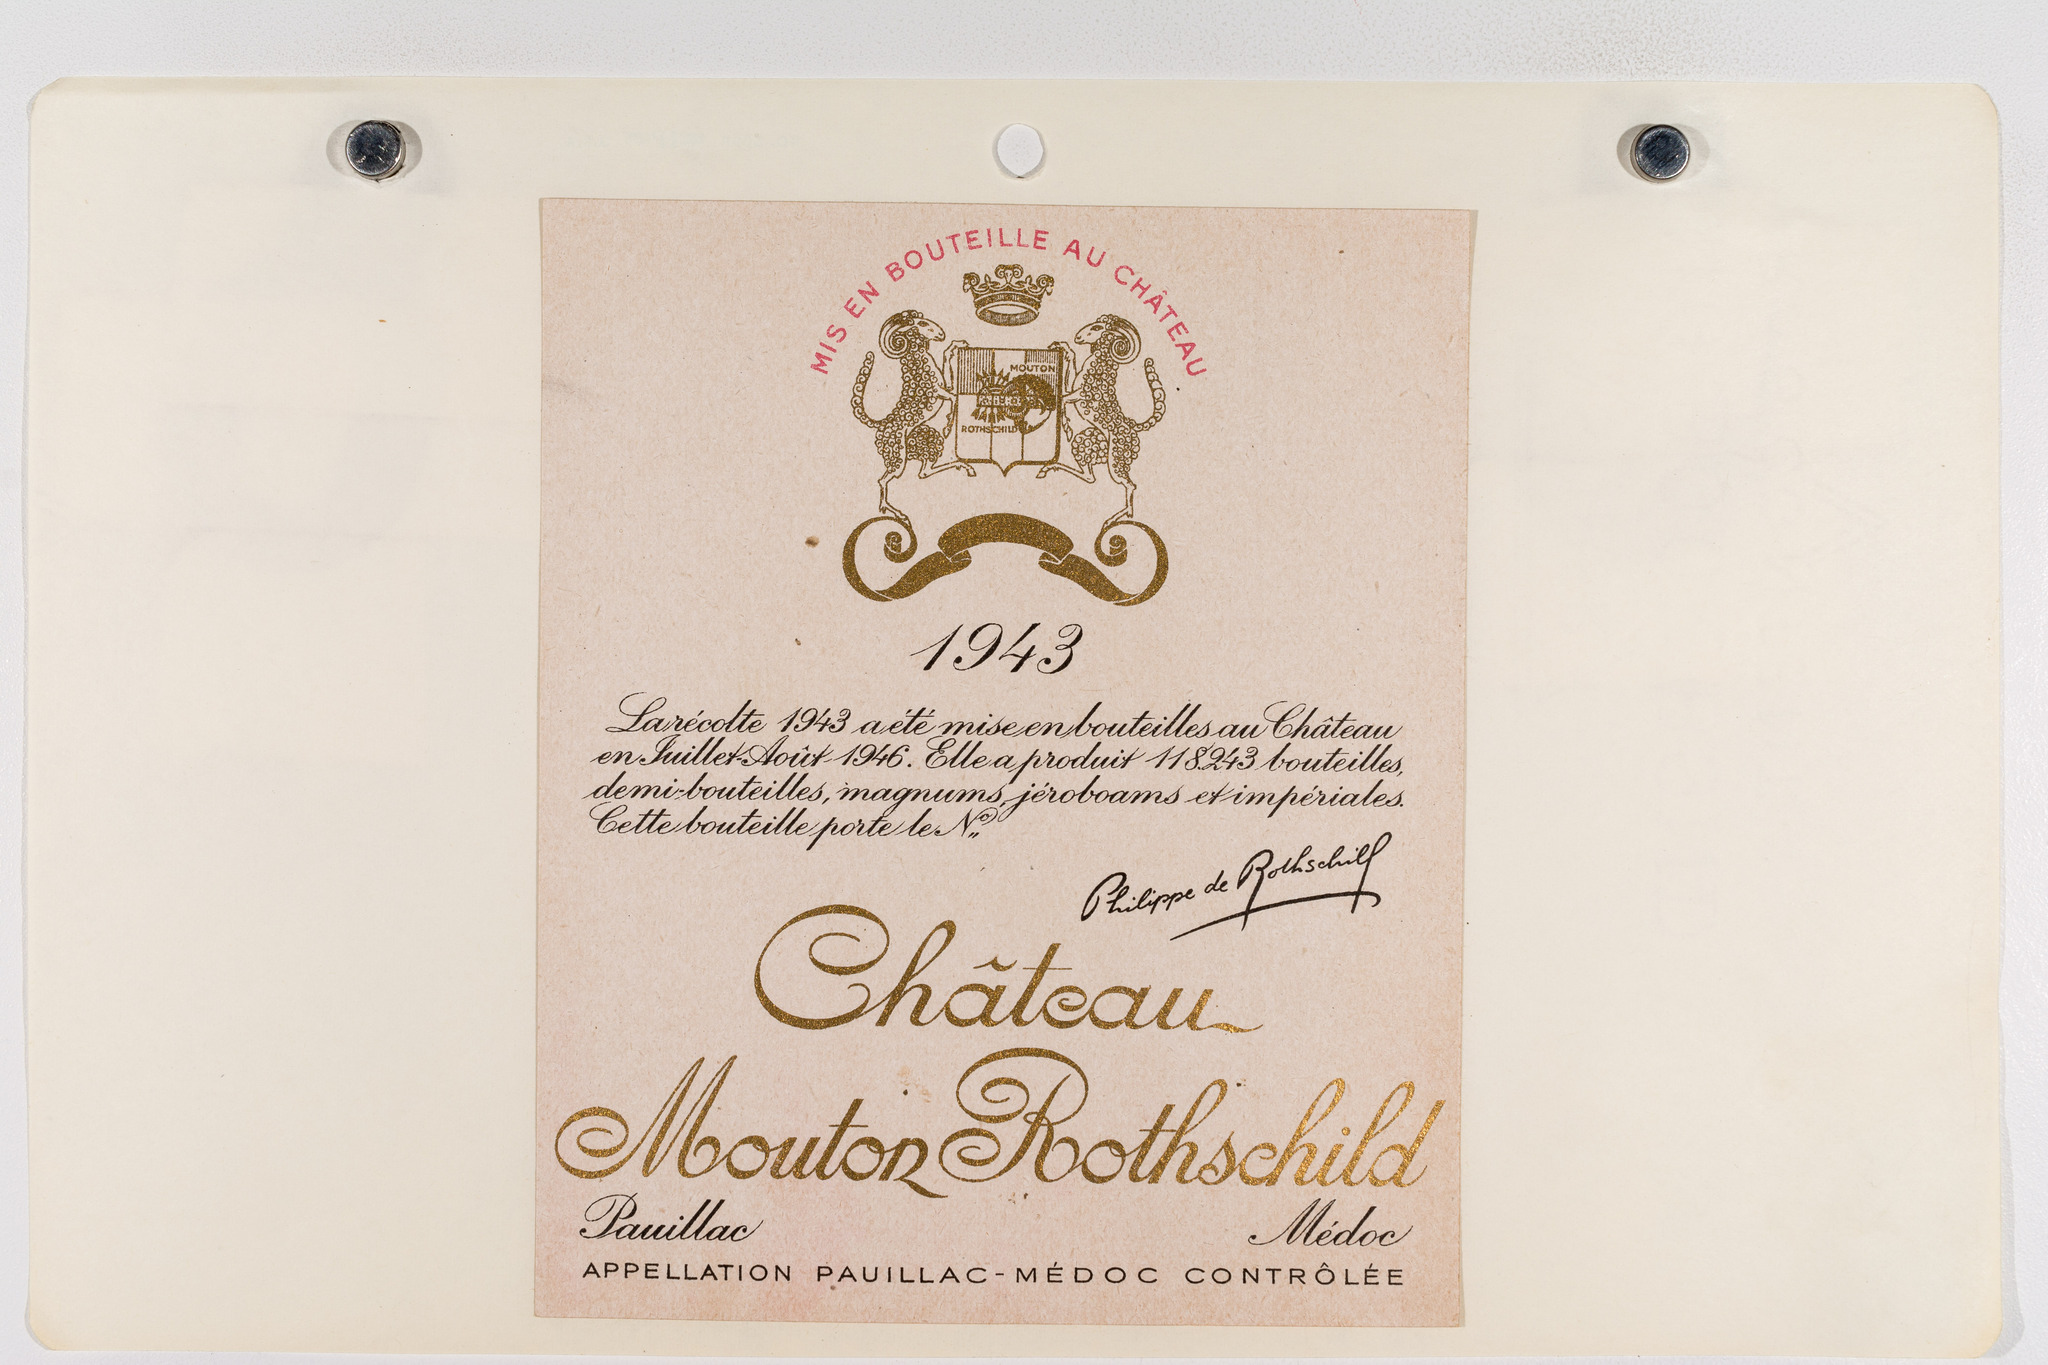 MIS EN BOUTEILLE AU CHÂTEAU
MOUTON
ROTHSCHILD
1943
La récolte 1943 a été mise en bouteilles au Château
en Juillet-Août 1946. Elle a produit 118.243 bouteilles,
demi-bouteilles, magnums, jéroboams et impériales.
Cette bouteille porte le No
Philippe de Rothschild
Château
Mouton Rothschild
Pauillac Médoc
APPELLATION PAUILLAC-MÉDOC CONTRÔLÉE